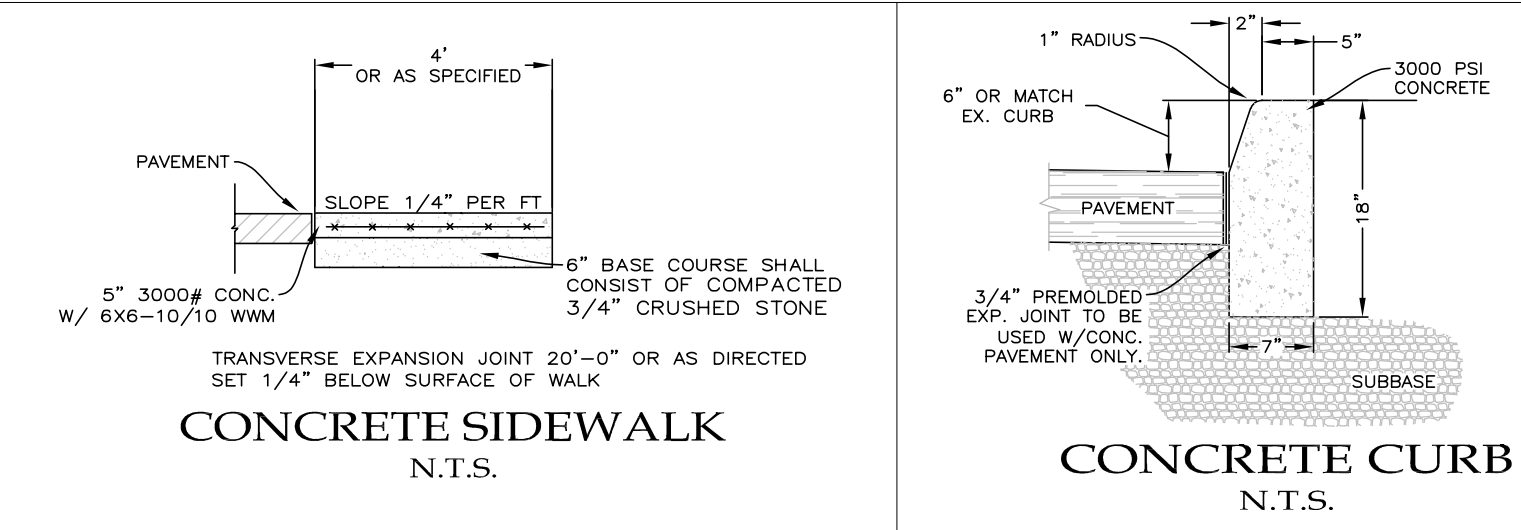 4'
OR AS SPECIFIED
PAVEMENT
SLOPE 1/4" PER FT
5" 3000# CONC.
W/ 6X6-10/10 WWM
6" BASE COURSE SHALL
CONSIST OF COMPACTED
3/4" CRUSHED STONE
TRANSVERSE EXPANSION JOINT 20'-0" OR AS DIRECTED
SET 1/4" BELOW SURFACE OF WALK
CONCRETE SIDEWALK
N.T.S.
2"
1" RADIUS
5"
3000 PSI
CONCRETE
6" OR MATCH
EX. CURB
PAVEMENT
18"
3/4" PREMOLDED
EXP. JOINT TO BE
USED W/CONC.
PAVEMENT ONLY.
7"
SUBBASE
CONCRETE CURB
N.T.S.